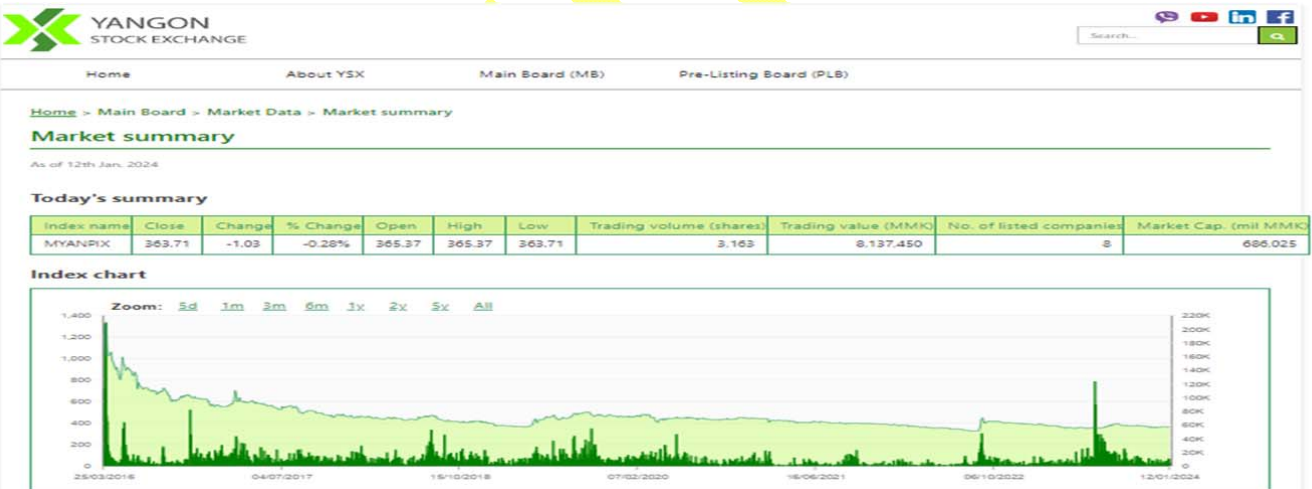 YANGON
STOCK EXCHANGE
Search...
Home About YSX Main Board (MB) Pre-Listing Board (PLB)
Home > Main Board > Market Data > Market summary
Market summary
As of 12th Jan. 2024
Today's summary
Index name Close Change % Change Open High Low Trading volume (shares) Trading value (MMK) No. of listed companies Market Cap. (mil MMK)
MYANPIX 363.71 -1.03 -0.28% 365.37 365.37 363.71 3,163 8,137,450 8 686,025
Index chart
Zoom: 5d 1m 3m 6m 1y 2y 5y All
1,400 220K
200K
1,200 180K
1,000 160K
140K
800 120K
600 100K
80K
400 60K
40K
200 20K
0 0
25/03/2016 04/07/2017 15/10/2018 07/02/2020 16/06/2021 06/10/2022 12/01/2024